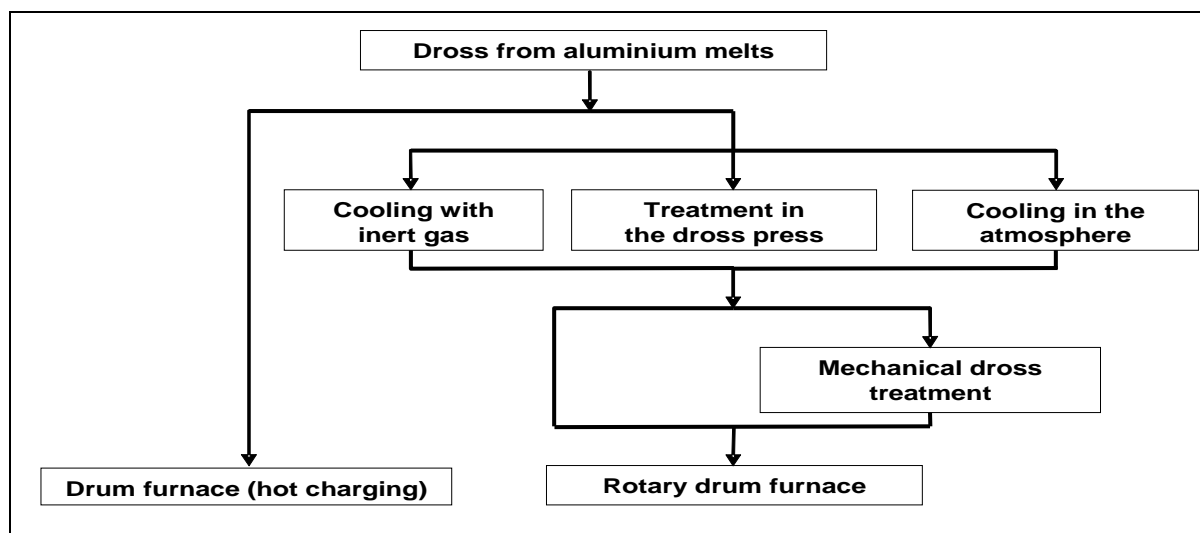 Dross from aluminium melts
Cooling with
inert gas
Treatment in
the dross press
Cooling in the
atmosphere
Mechanical dross
treatment
Drum furnace (hot charging)
Rotary drum furnace